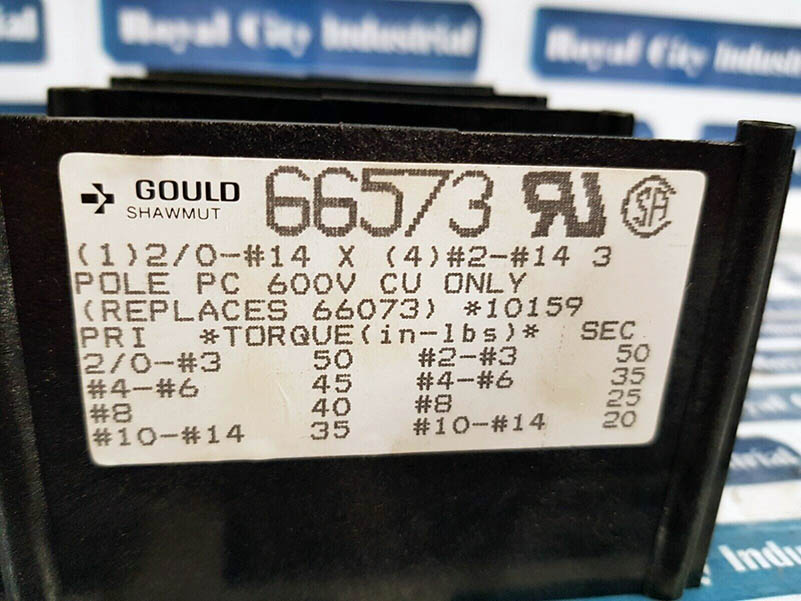 Royal City Industrial
Royal City Industrial
GOULD
SHAWMUT
66573
(1)2/0-#14 X (4)#2-#14 3
POLE PC 600V CU ONLY
(REPLACES 66073) *10159
PRI *TORQUE(in-lbs)* SEC
2/0-#3 50 #2-#3 50
#4-#6 45 #4-#6 35
#8 40 #8 25
#10-#14 35 #10-#14 20